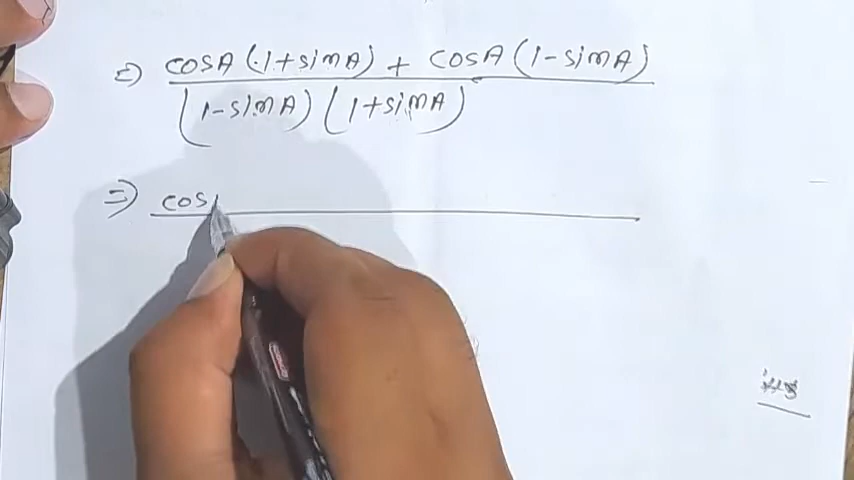 =) cosA (1+sinA) + cosA (1-sinA)
(1-sinA) (1+sinA)
=) cos